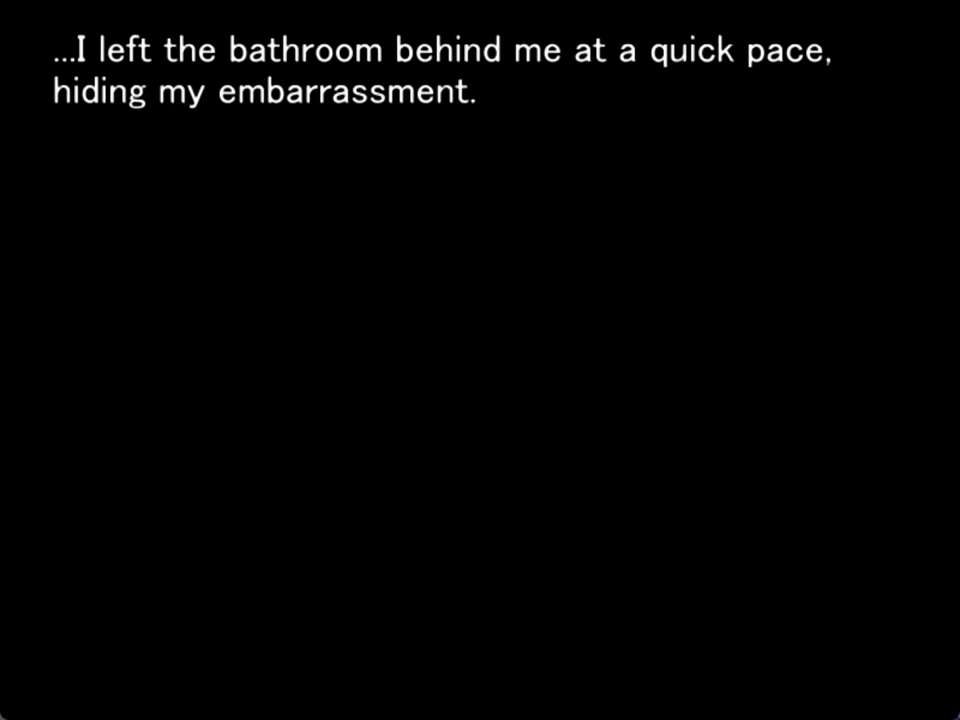 ...I left the bathroom behind me at a quick pace,
hiding my embarrassment.